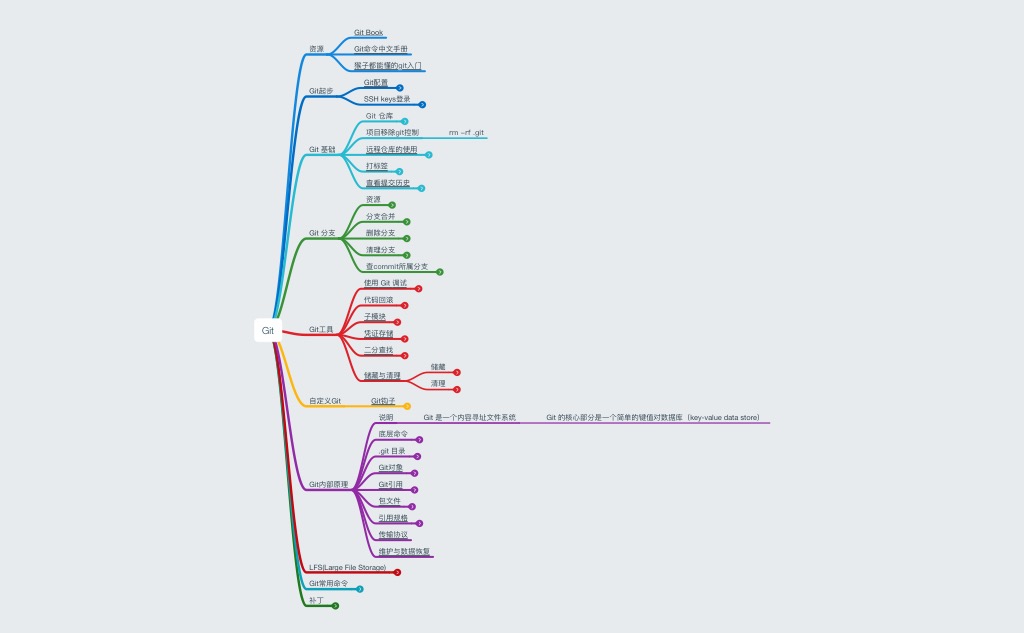 Git
资源
Git Book
Git命令中文手册
猴子都能懂的git入门
Git起步
Git配置
SSH keys登录
Git 基础
Git 仓库
项目移除git控制
rm -rf .git
远程仓库的使用
打标签
查看提交历史
Git 分支
资源
分支合并
删除分支
清理分支
查commit所属分支
Git工具
使用 Git 调试
代码回滚
子模块
凭证存储
二分查找
储藏与清理
储藏
清理
自定义Git
Git钩子
Git内部原理
说明
Git 是一个内容寻址文件系统
Git 的核心部分是一个简单的键值对数据库（key-value data store）
底层命令
.git 目录
Git对象
Git引用
包文件
引用规格
传输协议
维护与数据恢复
LFS(Large File Storage)
Git常用命令
补丁